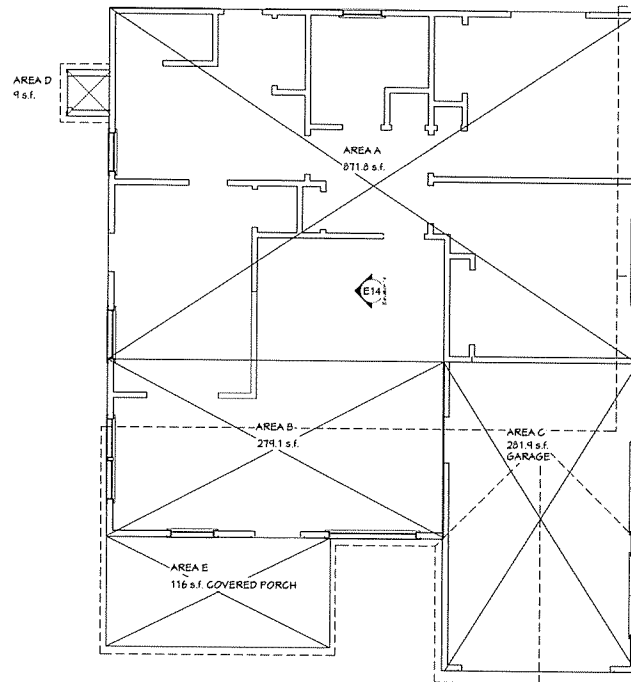 AREA D
9 s.f.
AREA A
871.8 s.f.
E14
AREA B
279.1 s.f.
AREA C
281.9 s.f.
GARAGE
AREA E
116 s.f. COVERED PORCH